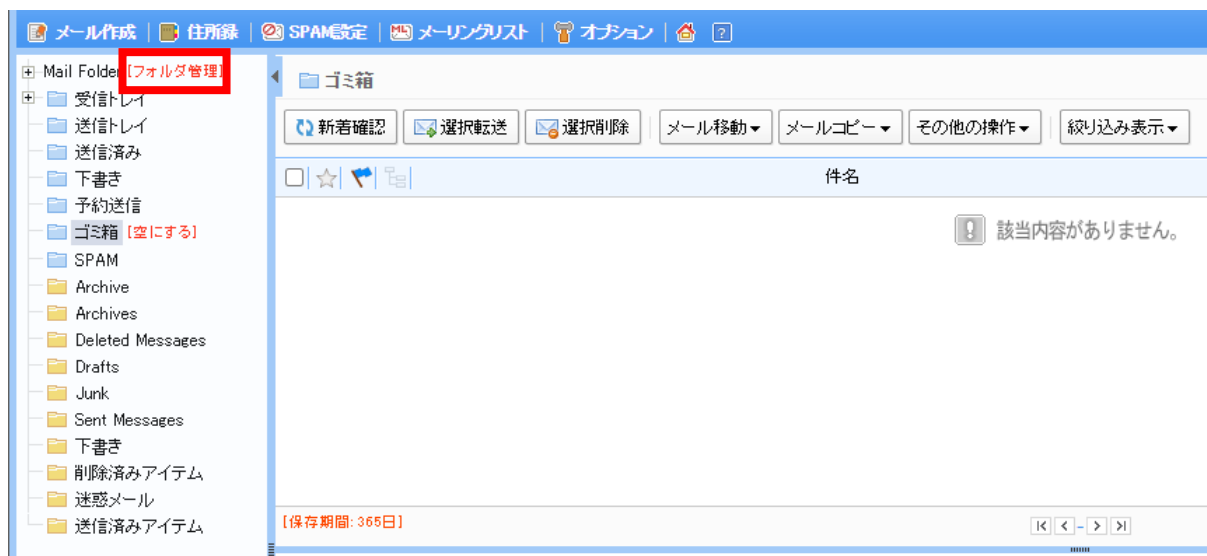 メール作成 | 住所録 | SPAM設定 | メーリングリスト | オプション
Mail Folder [フォルダ管理]
受信トレイ
送信トレイ
送信済み
下書き
予約送信
ゴミ箱 [空にする]
SPAM
Archive
Archives
Deleted Messages
Drafts
Junk
Sent Messages
下書き
削除済みアイテム
迷惑メール
送信済みアイテム
ゴミ箱
新着確認 選択転送 選択削除 メール移動 メールコピー その他の操作 絞り込み表示
件名
該当内容がありません。
[保存期間: 365日]